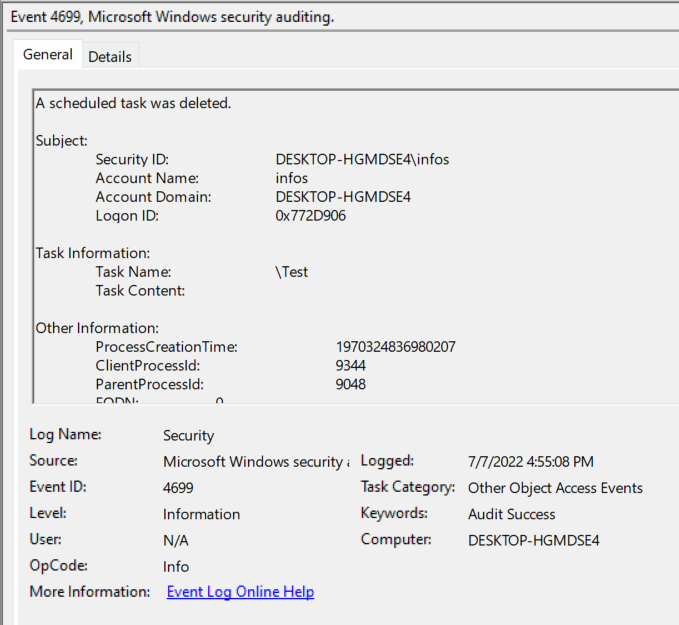 Event 4699, Microsoft Windows security auditing.
General Details
A scheduled task was deleted.
Subject:
Security ID: DESKTOP-HGMDSE4\infos
Account Name: infos
Account Domain: DESKTOP-HGMDSE4
Logon ID: 0x772D906
Task Information:
Task Name: \Test
Task Content:
Other Information:
ProcessCreationTime: 1970324836980207
ClientProcessId: 9344
ParentProcessId: 9048
FQDN: 0
Log Name: Security
Source: Microsoft Windows security Logged: 7/7/2022 4:55:08 PM
Event ID: 4699 Task Category: Other Object Access Events
Level: Information Keywords: Audit Success
User: N/A Computer: DESKTOP-HGMDSE4
OpCode: Info
More Information: Event Log Online Help